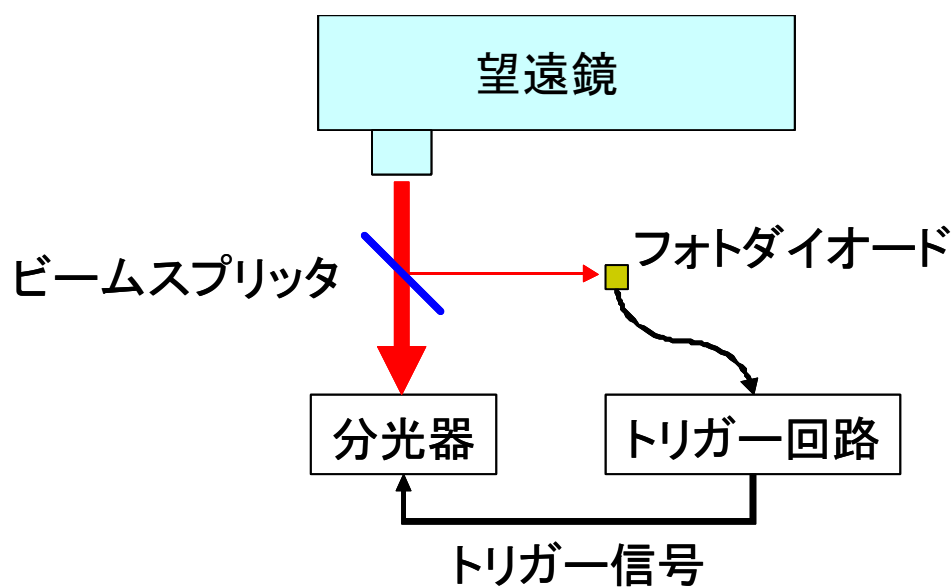 望遠鏡
フォトダイオード
ビームスプリッタ
分光器
トリガー回路
トリガー信号